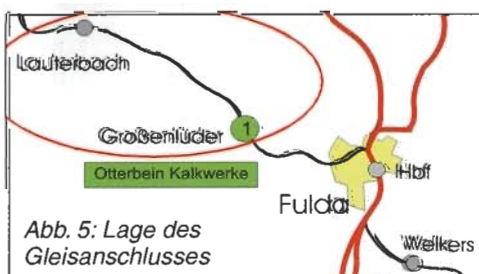 Lauterbach
Großenlüder
1
Otterbein Kalkwerke
Hbf
Fulda
Welkers
Abb. 5: Lage des
Gleisanschlusses